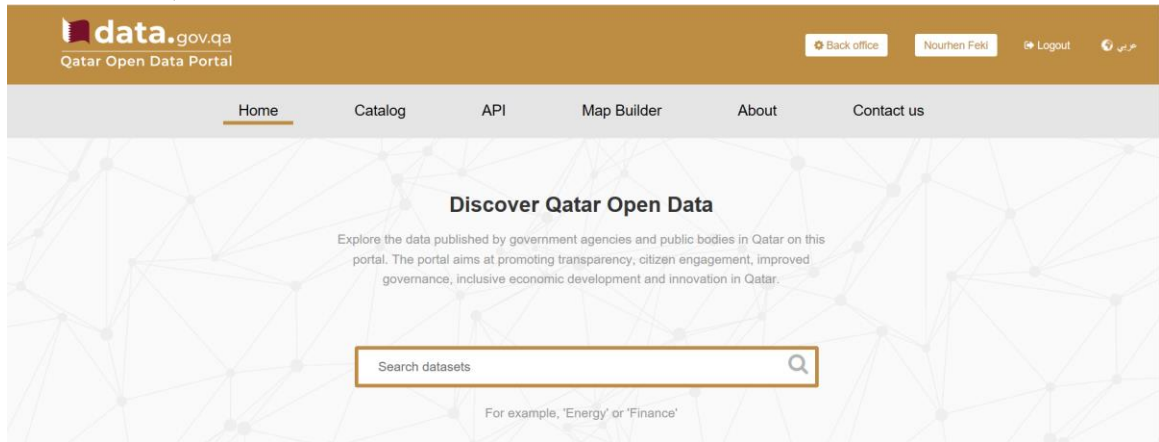 data.gov.qa
Qatar Open Data Portal
Back office
Nourhen Feki
Logout
عربي
Home
Catalog
API
Map Builder
About
Contact us
Discover Qatar Open Data
Explore the data published by government agencies and public bodies in Qatar on this
portal. The portal aims at promoting transparency, citizen engagement, improved
governance, inclusive economic development and innovation in Qatar.
Search datasets
For example, 'Energy' or 'Finance'